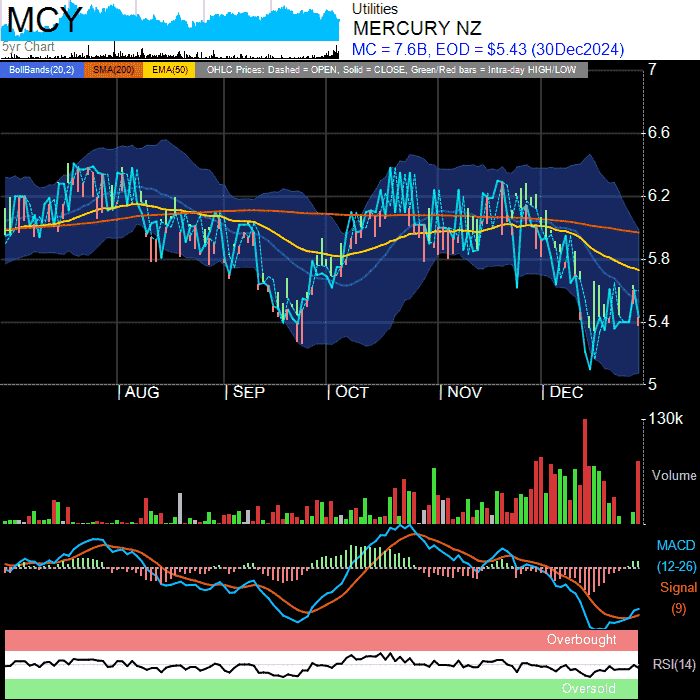 MCY
5yr Chart
Utilities
MERCURY NZ
MC = 7.6B, EOD = $5.43 (30Dec2024)
BollBands(20,2) SMA(200) EMA(50) OHLC Prices: Dashed = OPEN, Solid = CLOSE, Green/Red bars = Intra-day HIGH/LOW
7
6.6
6.2
5.8
5.4
5
AUG SEP OCT NOV DEC
130k
Volume
MACD
(12-26)
Signal
(9)
Overbought
RSI(14)
Oversold